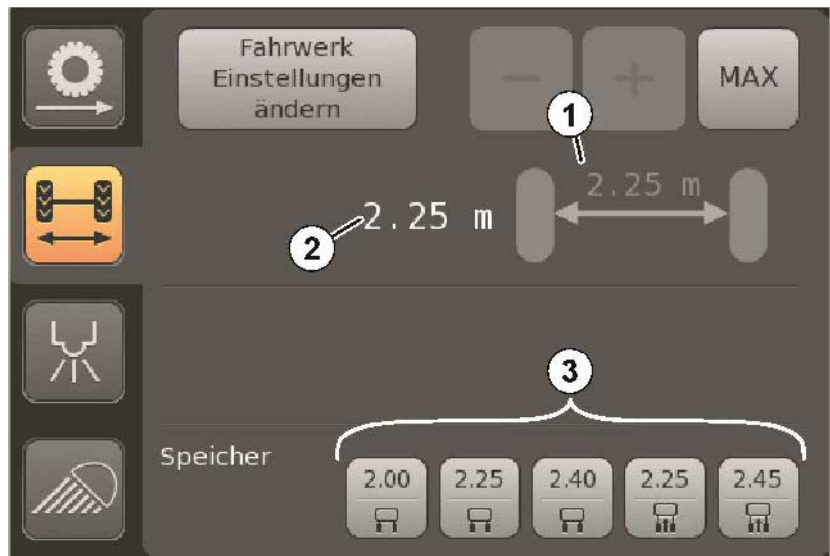 Fahrwerk
Einstellungen
ändern
−
+
MAX
1
2.25 m
2.25 m
2
3
Speicher
2.00 2.25 2.40 2.25 2.45